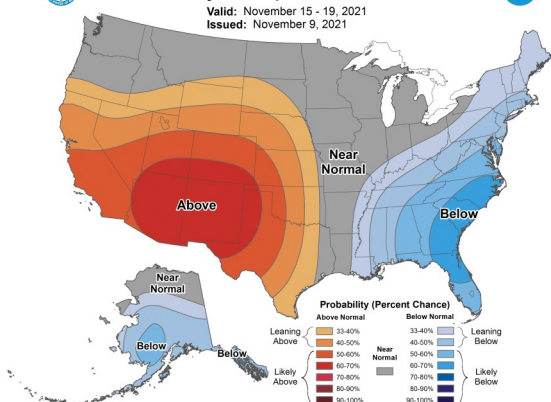 Valid: November 15 - 19, 2021
Issued: November 9, 2021
Near
Normal
Above
Below
Near
Normal
Below
Below
Probability (Percent Chance)
Above Normal
Below Normal
Leaning
Above
33-40%
40-50%
Likely
Above
50-60%
60-70%
70-80%
80-90%
90-100%
Near
Normal
33-40%
40-50%
Leaning
Below
50-60%
60-70%
70-80%
80-90%
90-100%
Likely
Below